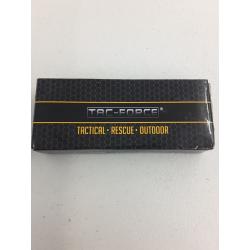 TAC-FORCE®
TACTICAL · RESCUE · OUTDOOR